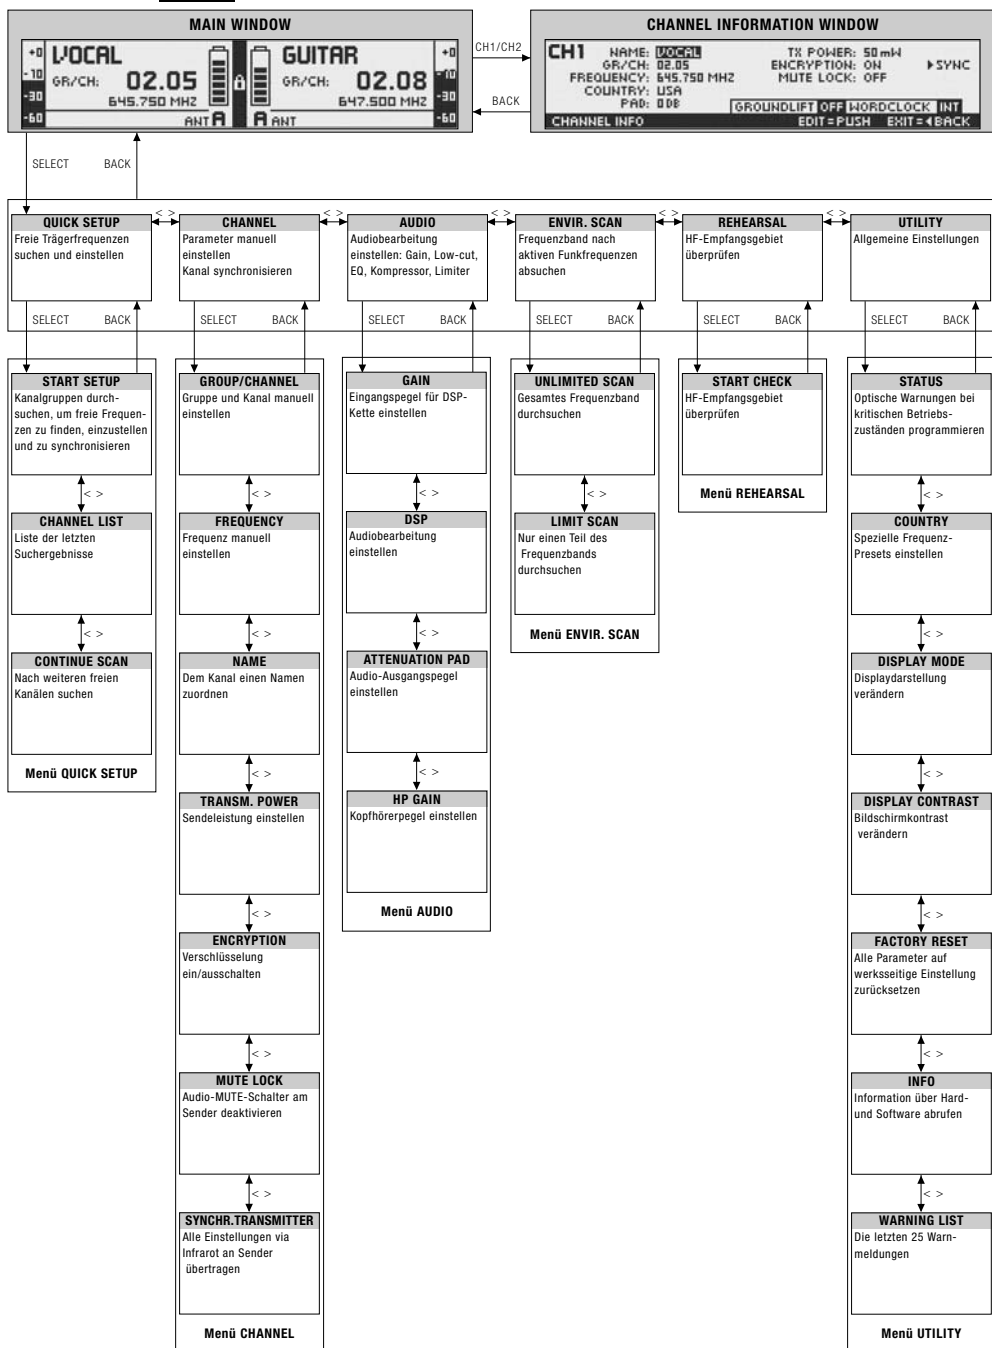 MAIN WINDOW
+0
-10
-30
-60
VOCAL
GR/CH: 02.05
645.750 MHZ
ANT A
GUITAR
GR/CH: 02.08
647.500 MHZ
A ANT
+0
-10
-30
-60
CH1/CH2
BACK
CHANNEL INFORMATION WINDOW
CH1
NAME: VOCAL
GR/CH: 02.05
FREQUENCY: 645.750 MHZ
COUNTRY: USA
PAD: 0 DB
TX POWER: 50 mW
ENCRYPTION: ON
MUTE LOCK: OFF
▶SYNC
GROUNDLIFT OFF WORDCLOCK INT
CHANNEL INFO EDIT=PUSH EXIT=◀BACK
SELECT BACK
QUICK SETUP
Freie Trägerfrequenzen
suchen und einstellen
< >
CHANNEL
Parameter manuell
einstellen
Kanal synchronisieren
< >
AUDIO
Audiobearbeitung
einstellen: Gain, Low-cut,
EQ, Kompressor, Limiter
< >
ENVIR. SCAN
Frequenzband nach
aktiven Funkfrequenzen
absuchen
< >
REHEARSAL
HF-Empfangsgebiet
überprüfen
< >
UTILITY
Allgemeine Einstellungen
SELECT BACK
SELECT BACK
SELECT BACK
SELECT BACK
SELECT BACK
SELECT BACK
START SETUP
Kanalgruppen durch-
suchen, um freie Frequen-
zen zu finden, einzustellen
und zu synchronisieren
< >
CHANNEL LIST
Liste der letzten
Suchergebnisse
< >
CONTINUE SCAN
Nach weiteren freien
Kanälen suchen
Menü QUICK SETUP
GROUP/CHANNEL
Gruppe und Kanal manuell
einstellen
< >
FREQUENCY
Frequenz manuell
einstellen
< >
NAME
Dem Kanal einen Namen
zuordnen
< >
TRANSM. POWER
Sendeleistung einstellen
< >
ENCRYPTION
Verschlüsselung
ein/ausschalten
< >
MUTE LOCK
Audio-MUTE-Schalter am
Sender deaktivieren
< >
SYNCHR.TRANSMITTER
Alle Einstellungen via
Infrarot an Sender
übertragen
Menü CHANNEL
GAIN
Eingangspegel für DSP-
Kette einstellen
< >
DSP
Audiobearbeitung
einstellen
< >
ATTENUATION PAD
Audio-Ausgangspegel
einstellen
< >
HP GAIN
Kopfhörerpegel einstellen
Menü AUDIO
UNLIMITED SCAN
Gesamtes Frequenzband
durchsuchen
< >
LIMIT SCAN
Nur einen Teil des
Frequenzbands
durchsuchen
Menü ENVIR. SCAN
START CHECK
HF-Empfangsgebiet
überprüfen
Menü REHEARSAL
STATUS
Optische Warnungen bei
kritischen Betriebs-
zuständen programmieren
< >
COUNTRY
Spezielle Frequenz-
Presets einstellen
< >
DISPLAY MODE
Displaydarstellung
verändern
< >
DISPLAY CONTRAST
Bildschirmkontrast
verändern
< >
FACTORY RESET
Alle Parameter auf
werksseitige Einstellung
zurücksetzen
< >
INFO
Information über Hard-
und Software abrufen
< >
WARNING LIST
Die letzten 25 Warn-
meldungen
Menü UTILITY